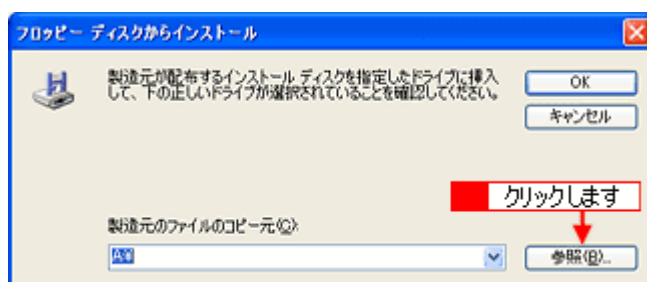 フロッピー ディスクからインストール
製造元が配布するインストール ディスクを指定したドライブに挿入
して、下の正しいドライブが選択されていることを確認してください。
OK
キャンセル
クリックします
製造元のファイルのコピー元(C):
A:¥
参照(B)...